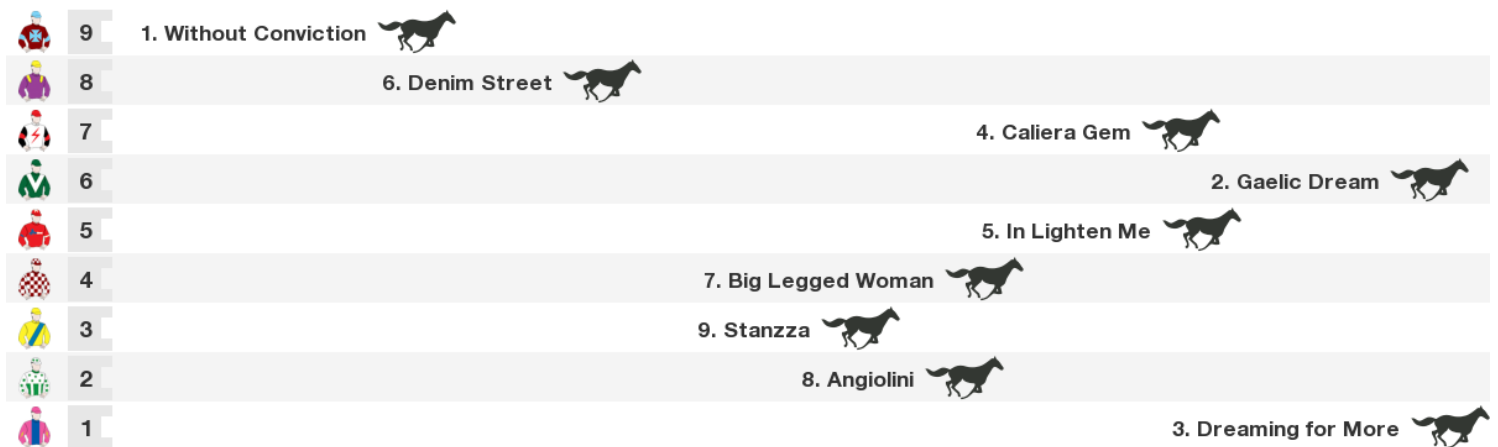 9 1. Without Conviction
8 6. Denim Street
7 4. Caliera Gem
6 2. Gaelic Dream
5 5. In Lighten Me
4 7. Big Legged Woman
3 9. Stanzza
2 8. Angiolini
1 3. Dreaming for More